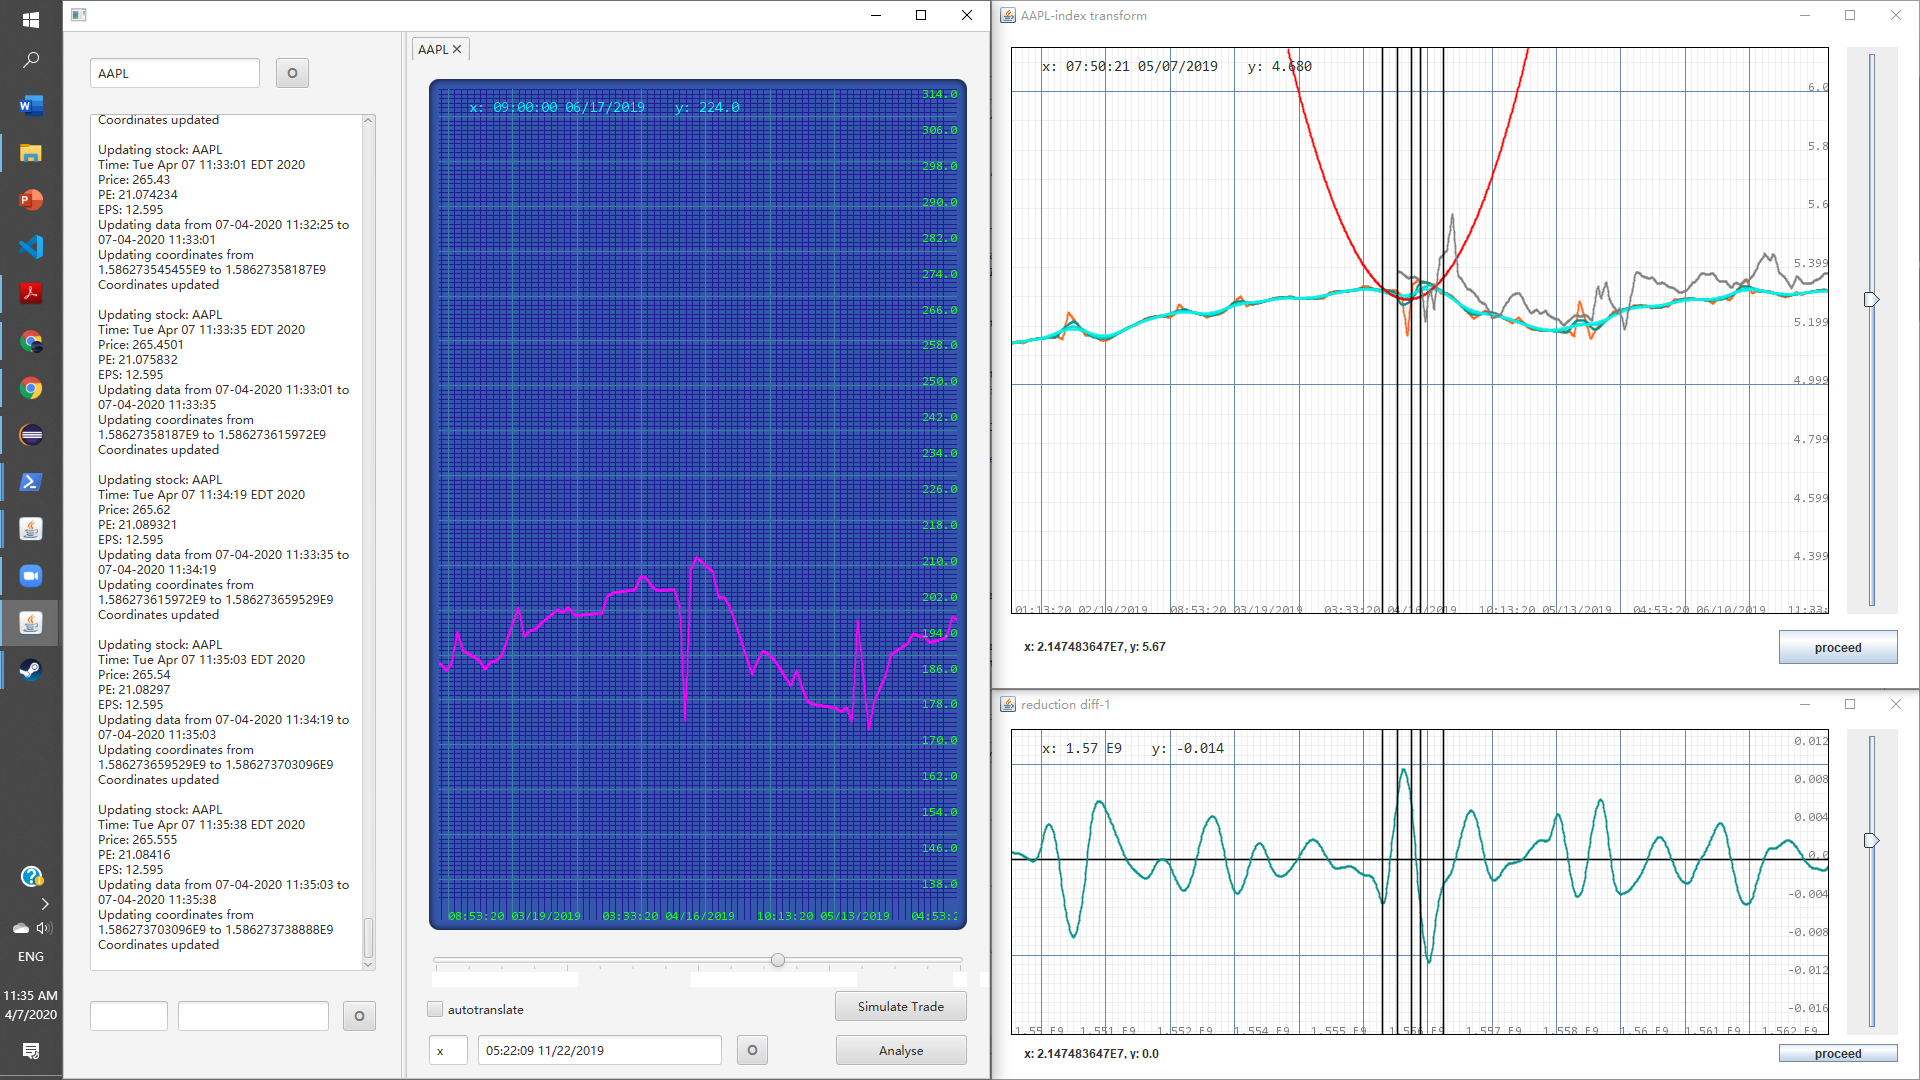 AAPL
O
Coordinates updated
Updating stock: AAPL
Time: Tue Apr 07 11:33:01 EDT 2020
Price: 265.43
PE: 21.074234
EPS: 12.595
Updating data from 07-04-2020 11:32:25 to
07-04-2020 11:33:01
Updating coordinates from
1.586273545455E9 to 1.58627358187E9
Coordinates updated
Updating stock: AAPL
Time: Tue Apr 07 11:33:35 EDT 2020
Price: 265.4501
PE: 21.075832
EPS: 12.595
Updating data from 07-04-2020 11:33:01 to
07-04-2020 11:33:35
Updating coordinates from
1.58627358187E9 to 1.586273615972E9
Coordinates updated
Updating stock: AAPL
Time: Tue Apr 07 11:34:19 EDT 2020
Price: 265.62
PE: 21.089321
EPS: 12.595
Updating data from 07-04-2020 11:33:35 to
07-04-2020 11:34:19
Updating coordinates from
1.586273615972E9 to 1.586273659529E9
Coordinates updated
Updating stock: AAPL
Time: Tue Apr 07 11:35:03 EDT 2020
Price: 265.54
PE: 21.08297
EPS: 12.595
Updating data from 07-04-2020 11:34:19 to
07-04-2020 11:35:03
Updating coordinates from
1.586273659529E9 to 1.586273703096E9
Coordinates updated
Updating stock: AAPL
Time: Tue Apr 07 11:35:38 EDT 2020
Price: 265.555
PE: 21.08416
EPS: 12.595
Updating data from 07-04-2020 11:35:03 to
07-04-2020 11:35:38
Updating coordinates from
1.586273703096E9 to 1.586273738888E9
Coordinates updated
O
ENG
11:35 AM
4/7/2020
AAPL
x: 09:00:00 06/17/2019 y: 224.0
314.0
306.0
298.0
290.0
282.0
274.0
266.0
258.0
250.0
242.0
234.0
226.0
218.0
210.0
202.0
194.0
186.0
178.0
170.0
162.0
154.0
146.0
138.0
08:53:20 03/19/2019 03:33:20 04/16/2019 10:13:20 05/13/2019 04:53:2
autotranslate
Simulate Trade
x
05:22:09 11/22/2019
O
Analyse
AAPL-index transform
x: 07:50:21 05/07/2019 y: 4.680
6.0
5.8
5.6
5.399
5.199
4.999
4.799
4.599
4.399
01:13:20 02/19/2019 08:53:20 03/19/2019 03:33:20 04/16/2019 10:13:20 05/13/2019 04:53:20 06/10/2019 11:33:
x: 2.147483647E7, y: 5.67
proceed
reduction diff-1
x: 1.57 E9 y: -0.014
0.012
0.008
0.004
0.0
-0.004
-0.008
-0.012
-0.016
1.55 E9 1.551 E9 1.552 E9 1.554 E9 1.555 E9 1.556 E9 1.557 E9 1.558 E9 1.56 E9 1.561 E9 1.562 E9
x: 2.147483647E7, y: 0.0
proceed